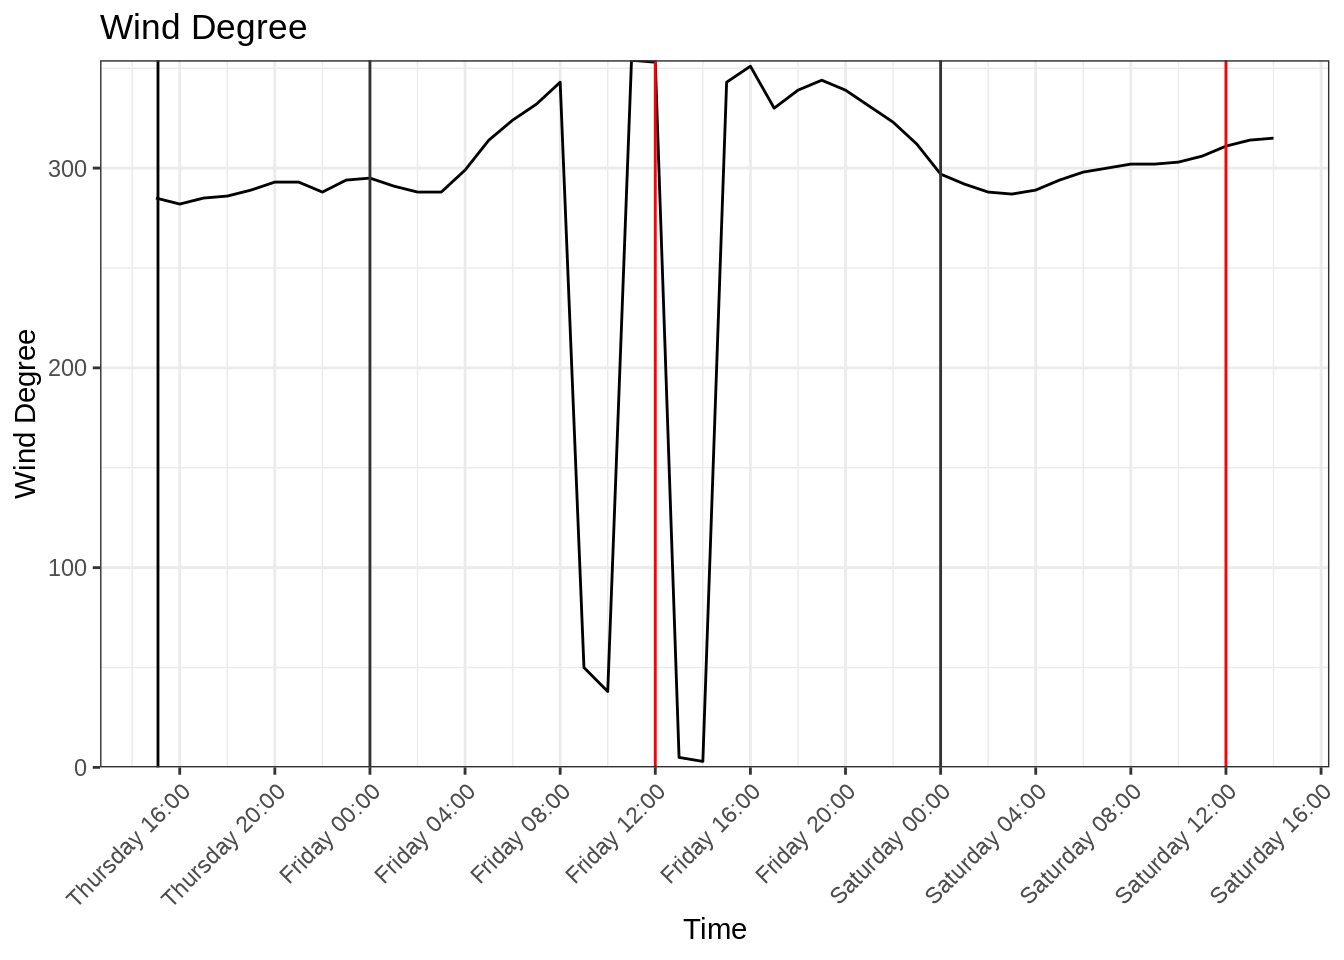 Wind Degree
Wind Degree
300
200
100
0
Thursday 16:00
Thursday 20:00
Friday 00:00
Friday 04:00
Friday 08:00
Friday 12:00
Friday 16:00
Friday 20:00
Saturday 00:00
Saturday 04:00
Saturday 08:00
Saturday 12:00
Saturday 16:00
Time